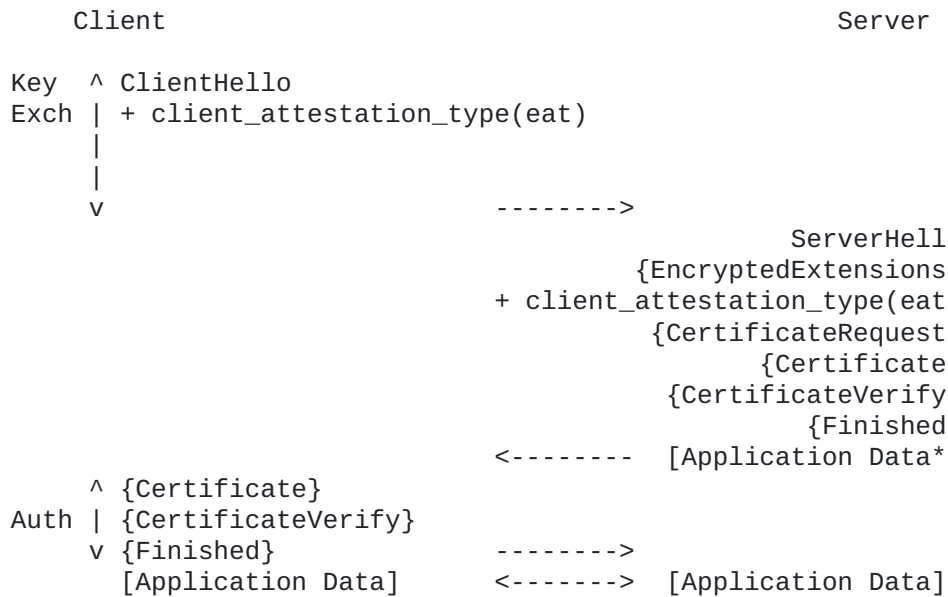 Client                                           Server

Key  ^ ClientHello
Exch | + client_attestation_type(eat)
     |
     |
     v                         -------->
                                                  ServerHell
                                        {EncryptedExtensions
                               + client_attestation_type(eat
                                         {CertificateRequest
                                                {Certificate
                                          {CertificateVerify
                                                   {Finished
                               <--------  [Application Data*
     ^ {Certificate}
Auth | {CertificateVerify}
     v {Finished}              -------->
       [Application Data]      <------->  [Application Data]